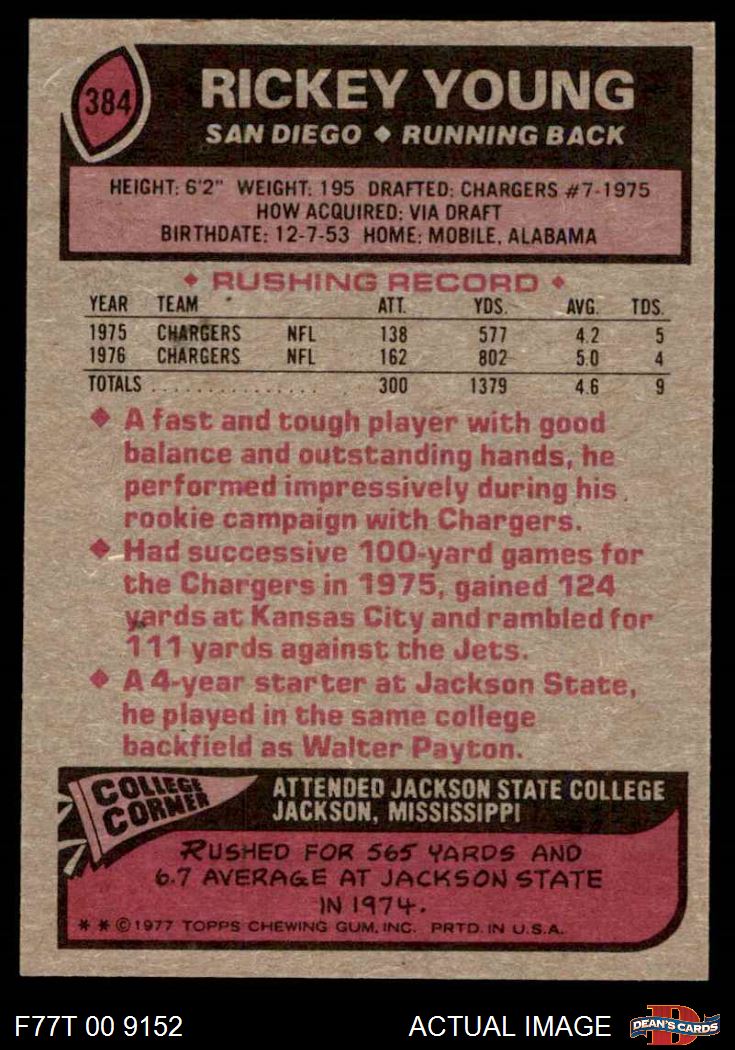 384
RICKEY YOUNG
SAN DIEGO ◆ RUNNING BACK
HEIGHT: 6'2" WEIGHT: 195 DRAFTED: CHARGERS #7-1975
HOW ACQUIRED: VIA DRAFT
BIRTHDATE: 12-7-53 HOME: MOBILE, ALABAMA
◆ RUSHING RECORD ◆
YEAR TEAM ATT. YDS. AVG. TDS.
1975 CHARGERS NFL 138 577 4.2 5
1976 CHARGERS NFL 162 802 5.0 4
TOTALS . . . . . . . . . . . . . . . 300 1379 4.6 9
◆ A fast and tough player with good
balance and outstanding hands, he
performed impressively during his
rookie campaign with Chargers.
◆ Had successive 100-yard games for
the Chargers in 1975, gained 124
yards at Kansas City and rambled for
111 yards against the Jets.
◆ A 4-year starter at Jackson State,
he played in the same college
backfield as Walter Payton.
COLLEGE
CORNER
ATTENDED JACKSON STATE COLLEGE
JACKSON, MISSISSIPPI
RUSHED FOR 565 YARDS AND
6.7 AVERAGE AT JACKSON STATE
IN 1974.
* * © 1977 TOPPS CHEWING GUM, INC. PRTD. IN U.S.A.
F77T 00 9152
ACTUAL IMAGE
DEAN'S CARDS